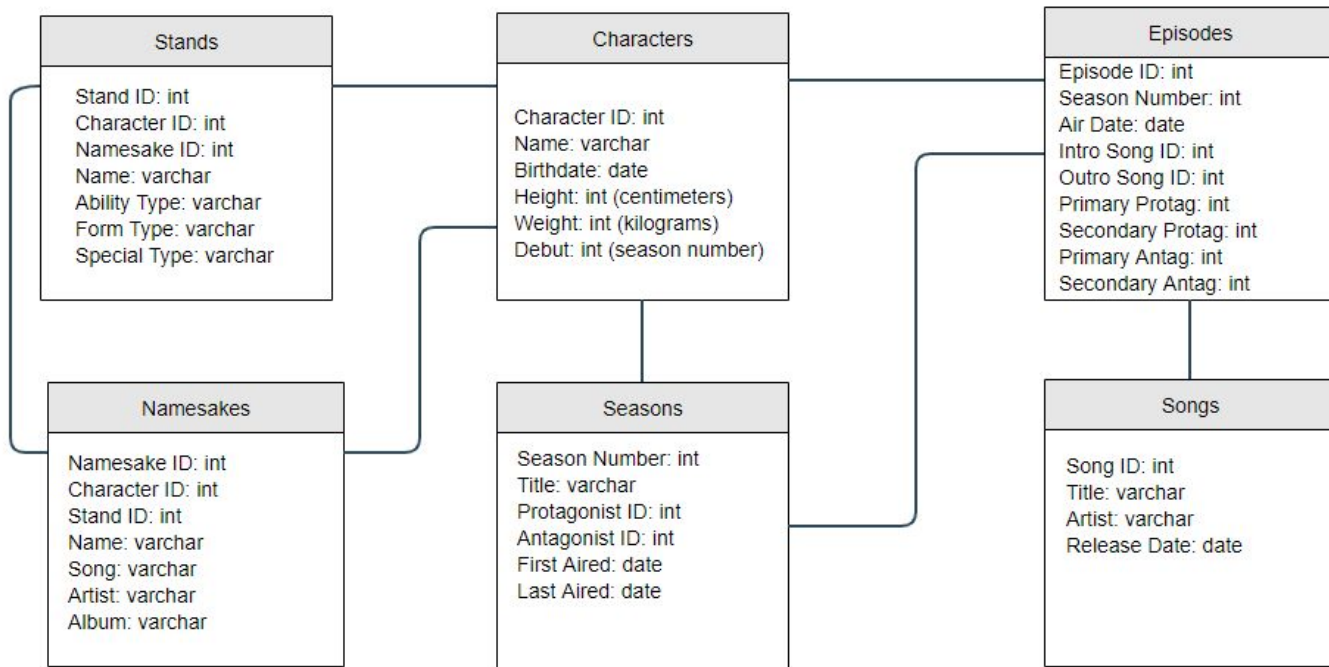 Stands
Stand ID: int
Character ID: int
Namesake ID: int
Name: varchar
Ability Type: varchar
Form Type: varchar
Special Type: varchar
Characters
Character ID: int
Name: varchar
Birthdate: date
Height: int (centimeters)
Weight: int (kilograms)
Debut: int (season number)
Episodes
Episode ID: int
Season Number: int
Air Date: date
Intro Song ID: int
Outro Song ID: int
Primary Protag: int
Secondary Protag: int
Primary Antag: int
Secondary Antag: int
Namesakes
Namesake ID: int
Character ID: int
Stand ID: int
Name: varchar
Song: varchar
Artist: varchar
Album: varchar
Seasons
Season Number: int
Title: varchar
Protagonist ID: int
Antagonist ID: int
First Aired: date
Last Aired: date
Songs
Song ID: int
Title: varchar
Artist: varchar
Release Date: date